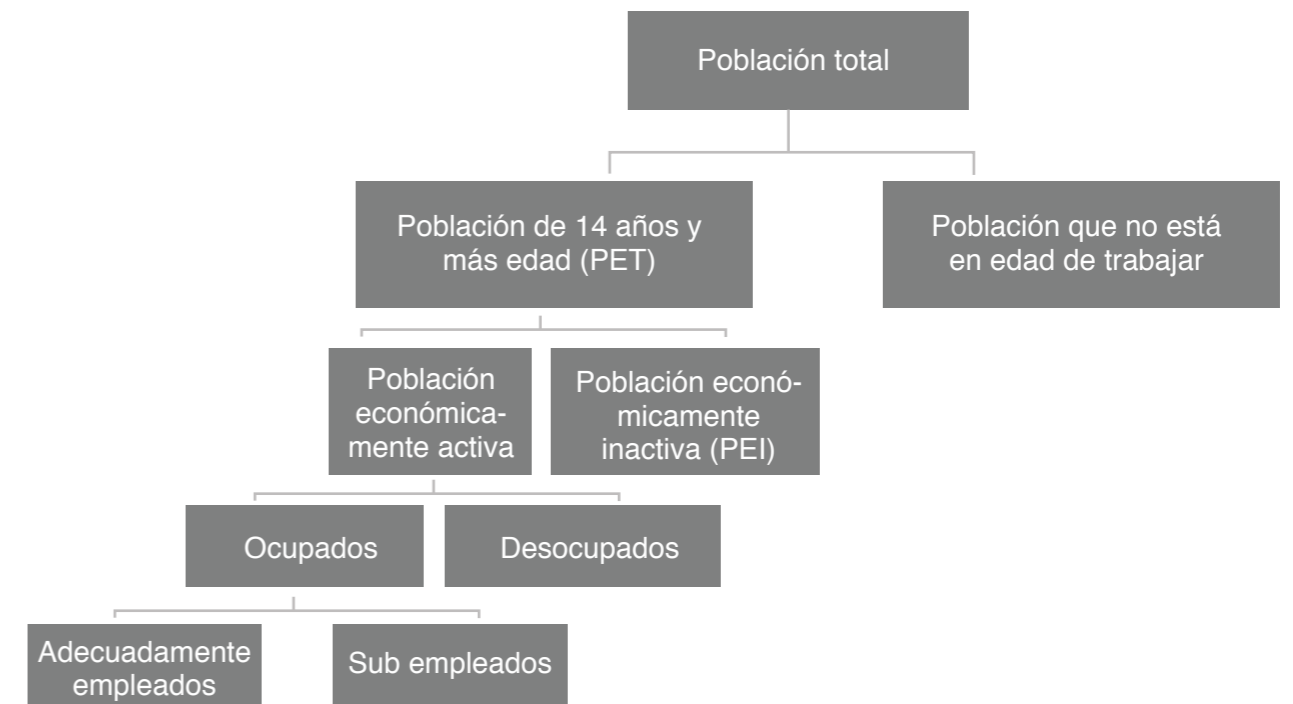 Población total
Población de 14 años y
más edad (PET)
Población que no está
en edad de trabajar
Población
económica-
mente activa
Población econó-
micamente
inactiva (PEI)
Ocupados
Desocupados
Adecuadamente
empleados
Sub empleados